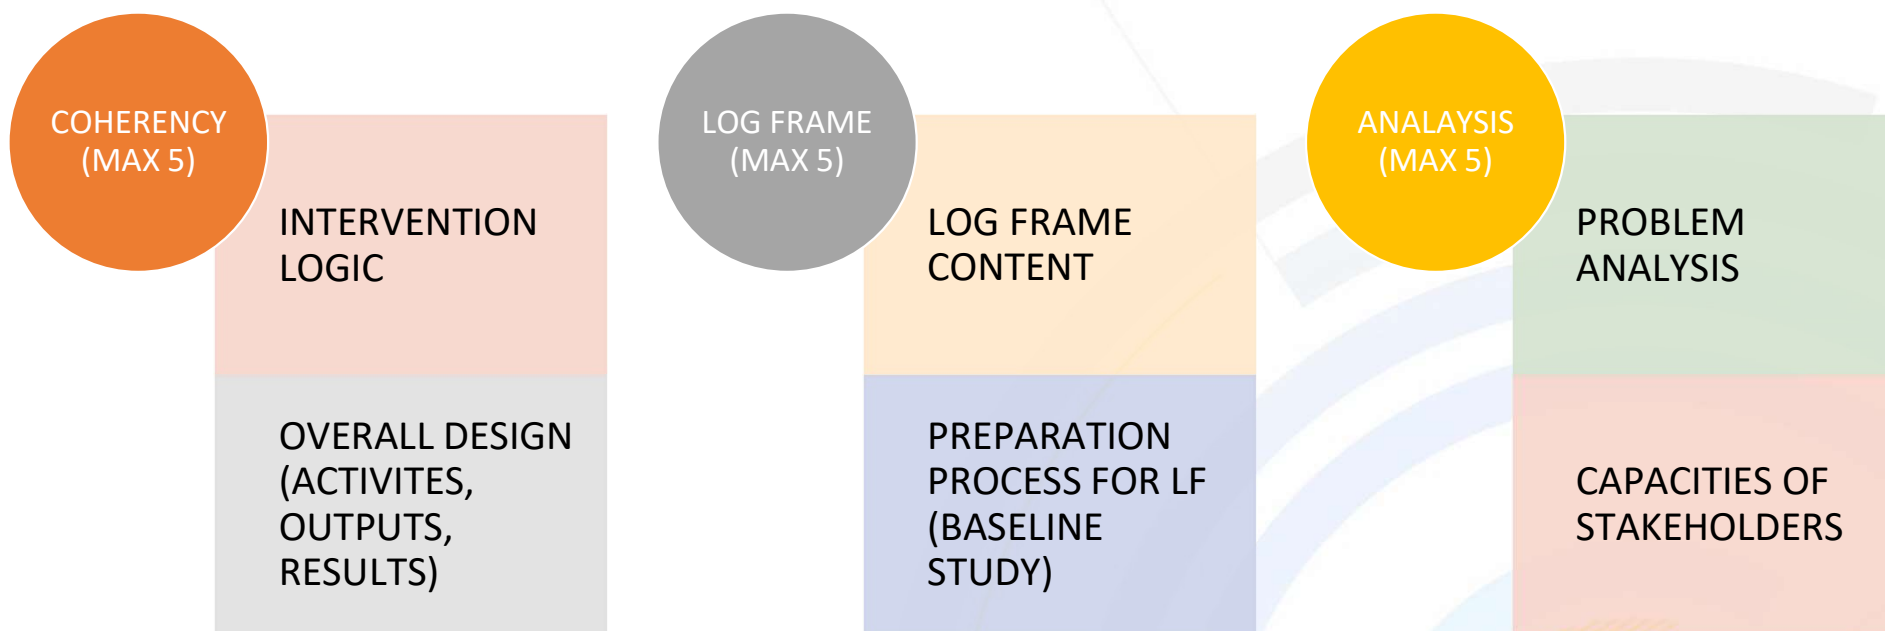 COHERENCY
(MAX 5)
INTERVENTION
LOGIC
OVERALL DESIGN
(ACTIVITES,
OUTPUTS,
RESULTS)
LOG FRAME
(MAX 5)
LOG FRAME
CONTENT
PREPARATION
PROCESS FOR LF
(BASELINE
STUDY)
ANALAYSIS
(MAX 5)
PROBLEM
ANALYSIS
CAPACITIES OF
STAKEHOLDERS